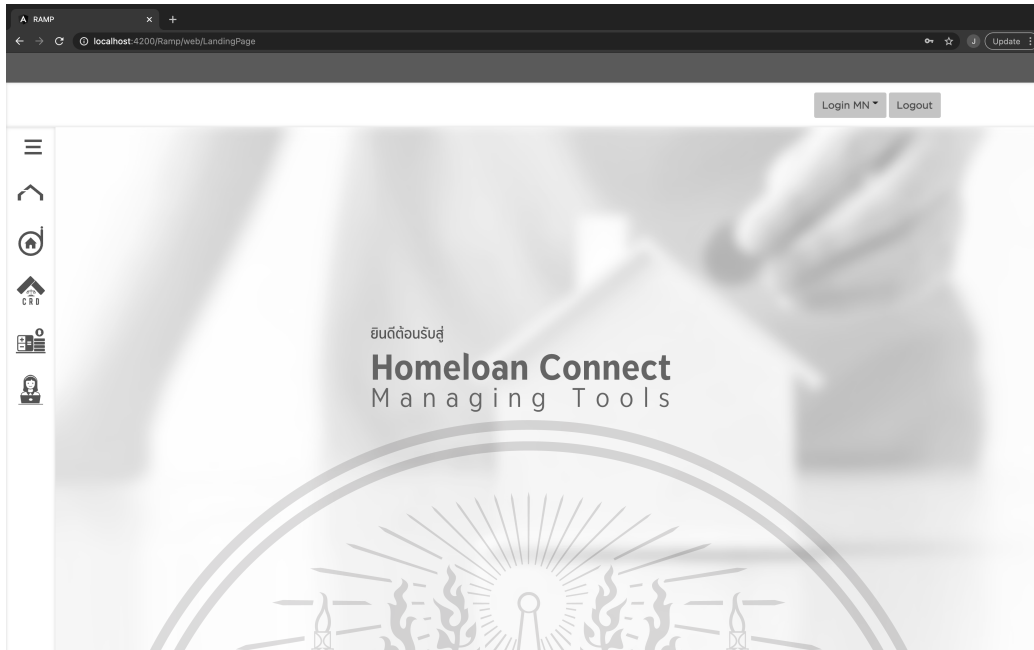 RAMP
localhost:4200/Ramp/web/LandingPage
J
Update
Login MN
Logout
CRD
ยินดีต้อนรับสู่
Homeloan Connect
Managing Tools